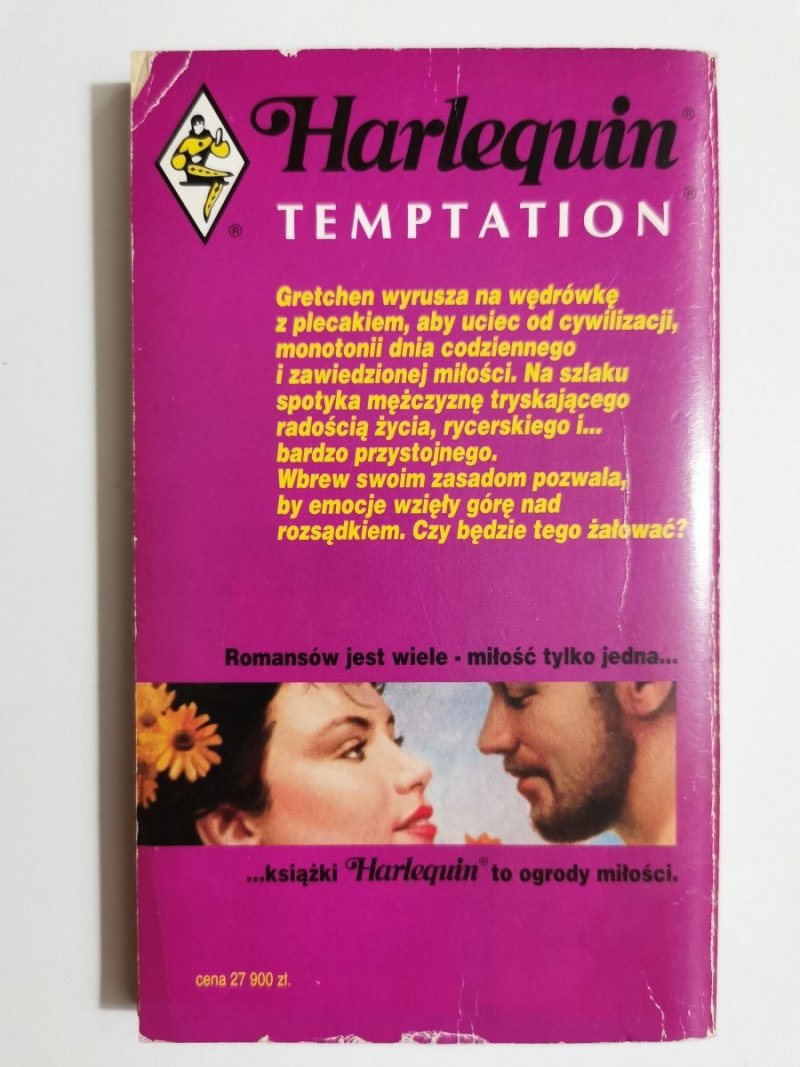 Harlequin®
TEMPTATION®
®
Gretchen wyrusza na wędrówkę
z plecakiem, aby uciec od cywilizacji,
monotonii dnia codziennego
i zawiedzionej miłości. Na szlaku
spotyka mężczyznę tryskającego
radością życia, rycerskiego i...
bardzo przystojnego.
Wbrew swoim zasadom pozwala,
by emocje wzięły górę nad
rozsądkiem. Czy będzie tego żałować?
Romansów jest wiele - miłość tylko jedna...
...książki Harlequin® to ogrody miłości.
cena 27 900 zł.